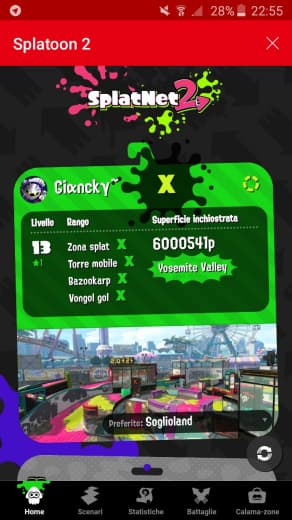 28% 22:55
Splatoon 2
SplatNet 2
Giαncky~ X
Livello Rango Superficie inchiostrata
13 Zona splat X 6000541p
★1 Torre mobile X Yosemite Valley
Bazookarp X
Vongol gol X
Preferito: Soglioland
Home Scenari Statistiche Battaglie Calama-zone